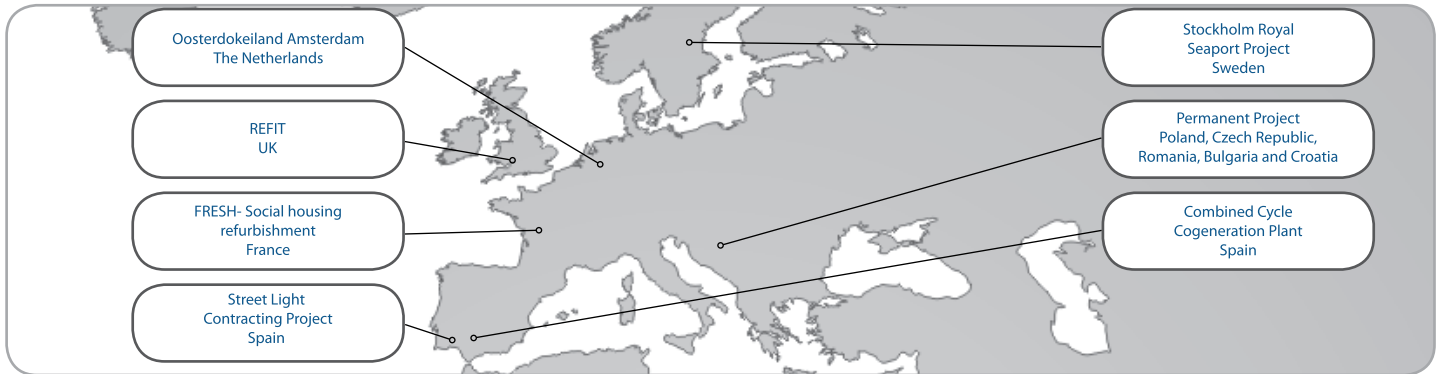 Oosterdokeiland Amsterdam
The Netherlands
REFIT
UK
FRESH- Social housing
refurbishment
France
Street Light
Contracting Project
Spain
Stockholm Royal
Seaport Project
Sweden
Permanent Project
Poland, Czech Republic,
Romania, Bulgaria and Croatia
Combined Cycle
Cogeneration Plant
Spain